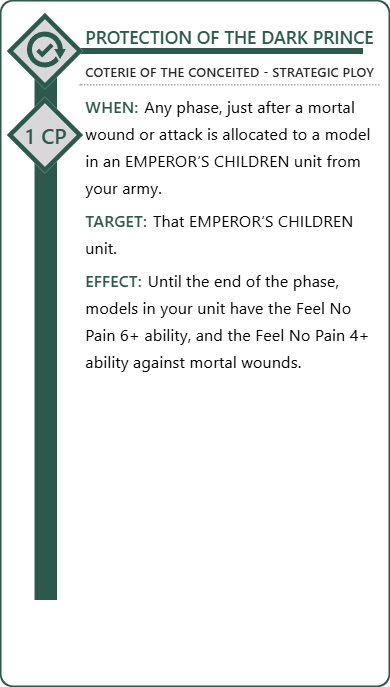 PROTECTION OF THE DARK PRINCE
COTERIE OF THE CONCEITED - STRATEGIC PLOY
1 CP
WHEN: Any phase, just after a mortal
wound or attack is allocated to a model
in an EMPEROR’S CHILDREN unit from
your army.
TARGET: That EMPEROR’S CHILDREN
unit.
EFFECT: Until the end of the phase,
models in your unit have the Feel No
Pain 6+ ability, and the Feel No Pain 4+
ability against mortal wounds.